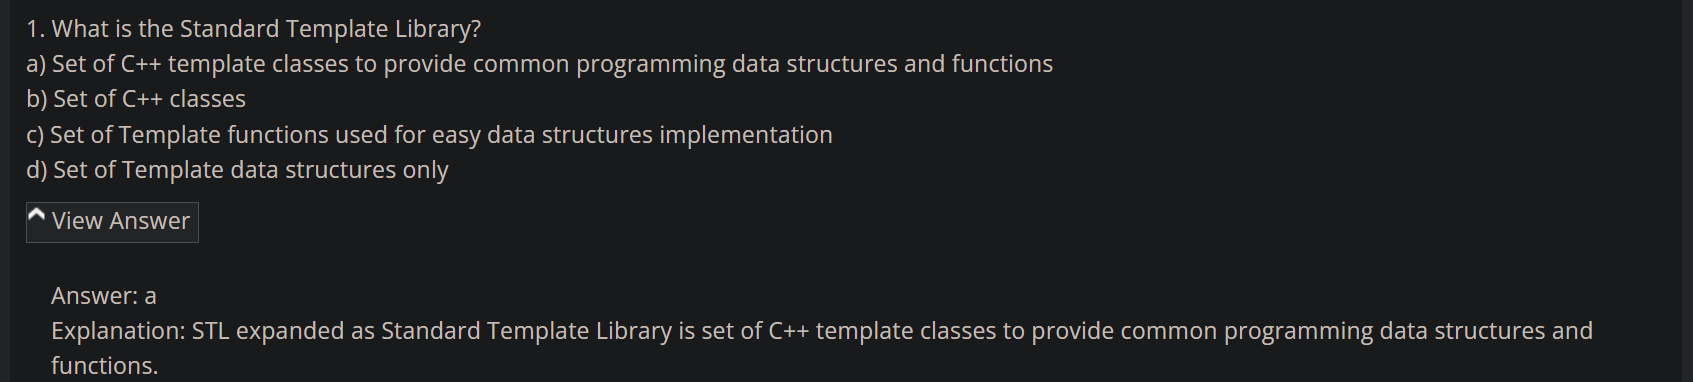 1. What is the Standard Template Library?
a) Set of C++ template classes to provide common programming data structures and functions
b) Set of C++ classes
c) Set of Template functions used for easy data structures implementation
d) Set of Template data structures only
View Answer
Answer: a
Explanation: STL expanded as Standard Template Library is set of C++ template classes to provide common programming data structures and
functions.